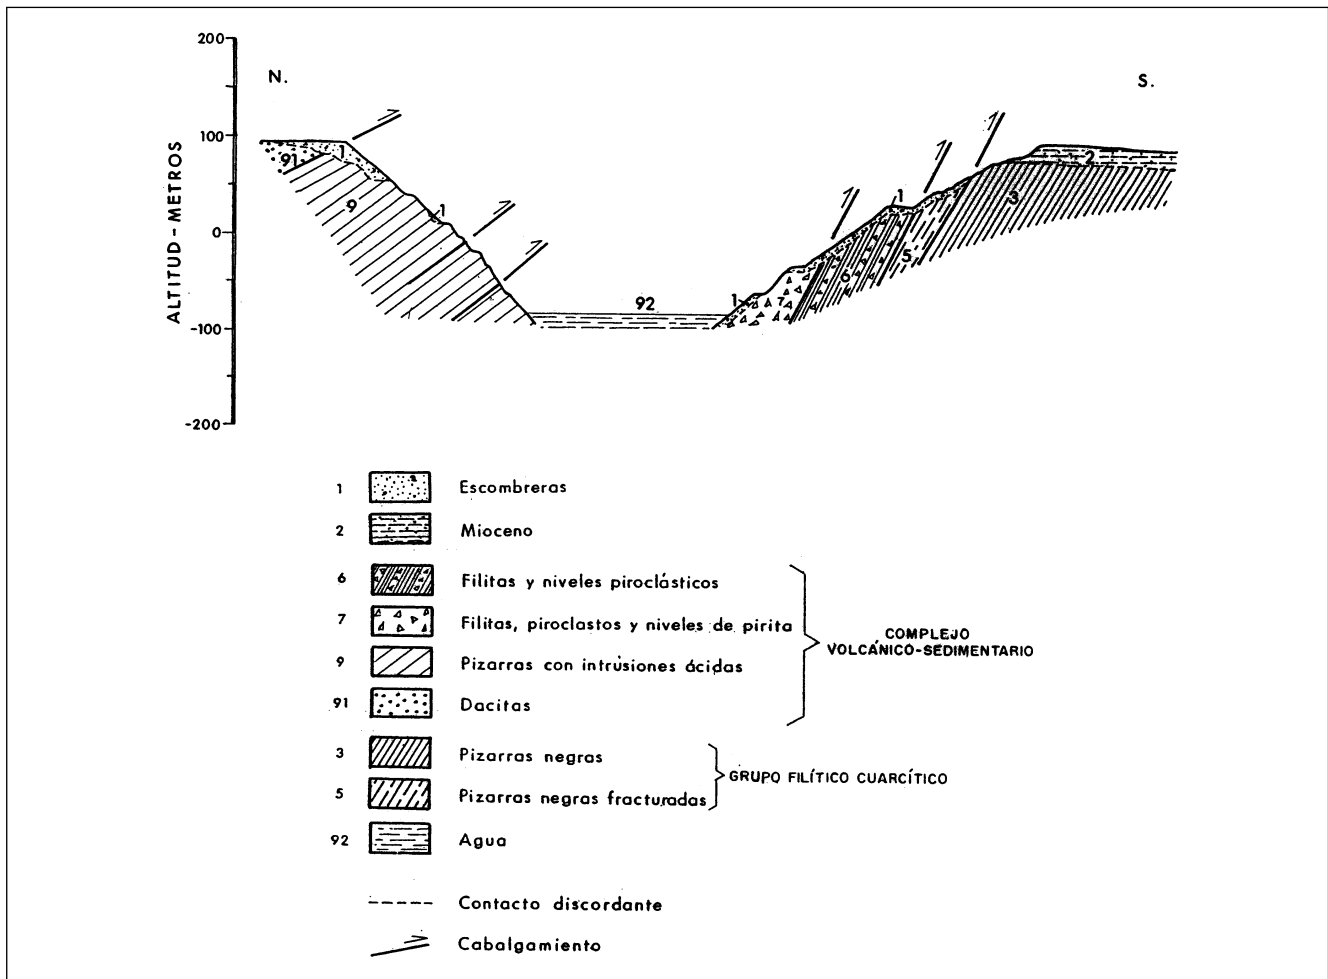 200
N.
S.
100
ALTITUD-METROS
0
-100
-200
91
1
9
1
92
1
7
6
1
5
3
2
1 Escombreras
2 Mioceno
6 Filitas y niveles piroclásticos
7 Filitas, piroclastos y niveles de pirita
9 Pizarras con intrusiones ácidas
91 Dacitas
COMPLEJO
VOLCÁNICO-SEDIMENTARIO
3 Pizarras negras
5 Pizarras negras fracturadas
GRUPO FILÍTICO CUARCÍTICO
92 Agua
Contacto discordante
Cabalgamiento